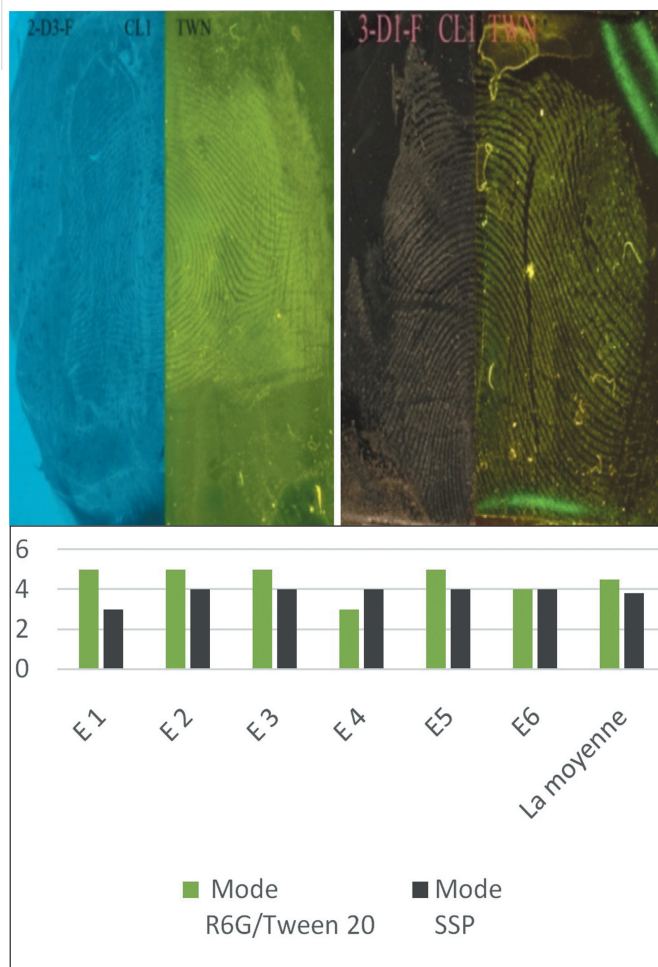 2-D3-F CL1 TWN
3-D1-F CL1 TWN
6
4
2
0
E 1 E 2 E 3 E 4 E5 E6 La moyenne
Mode
R6G/Tween 20
Mode
SSP